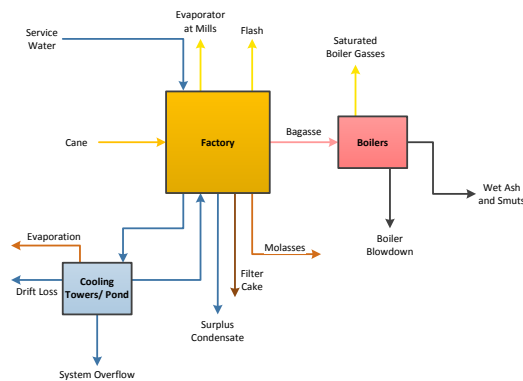 Evaporator
at Mills
Flash
Service
Water
Saturated
Boiler Gasses
Cane
Factory
Bagasse
Boilers
Wet Ash
and Smuts
Evaporation
Molasses
Boiler
Blowdown
Cooling
Towers/ Pond
Drift Loss
Filter
Cake
Surplus
Condensate
System Overflow